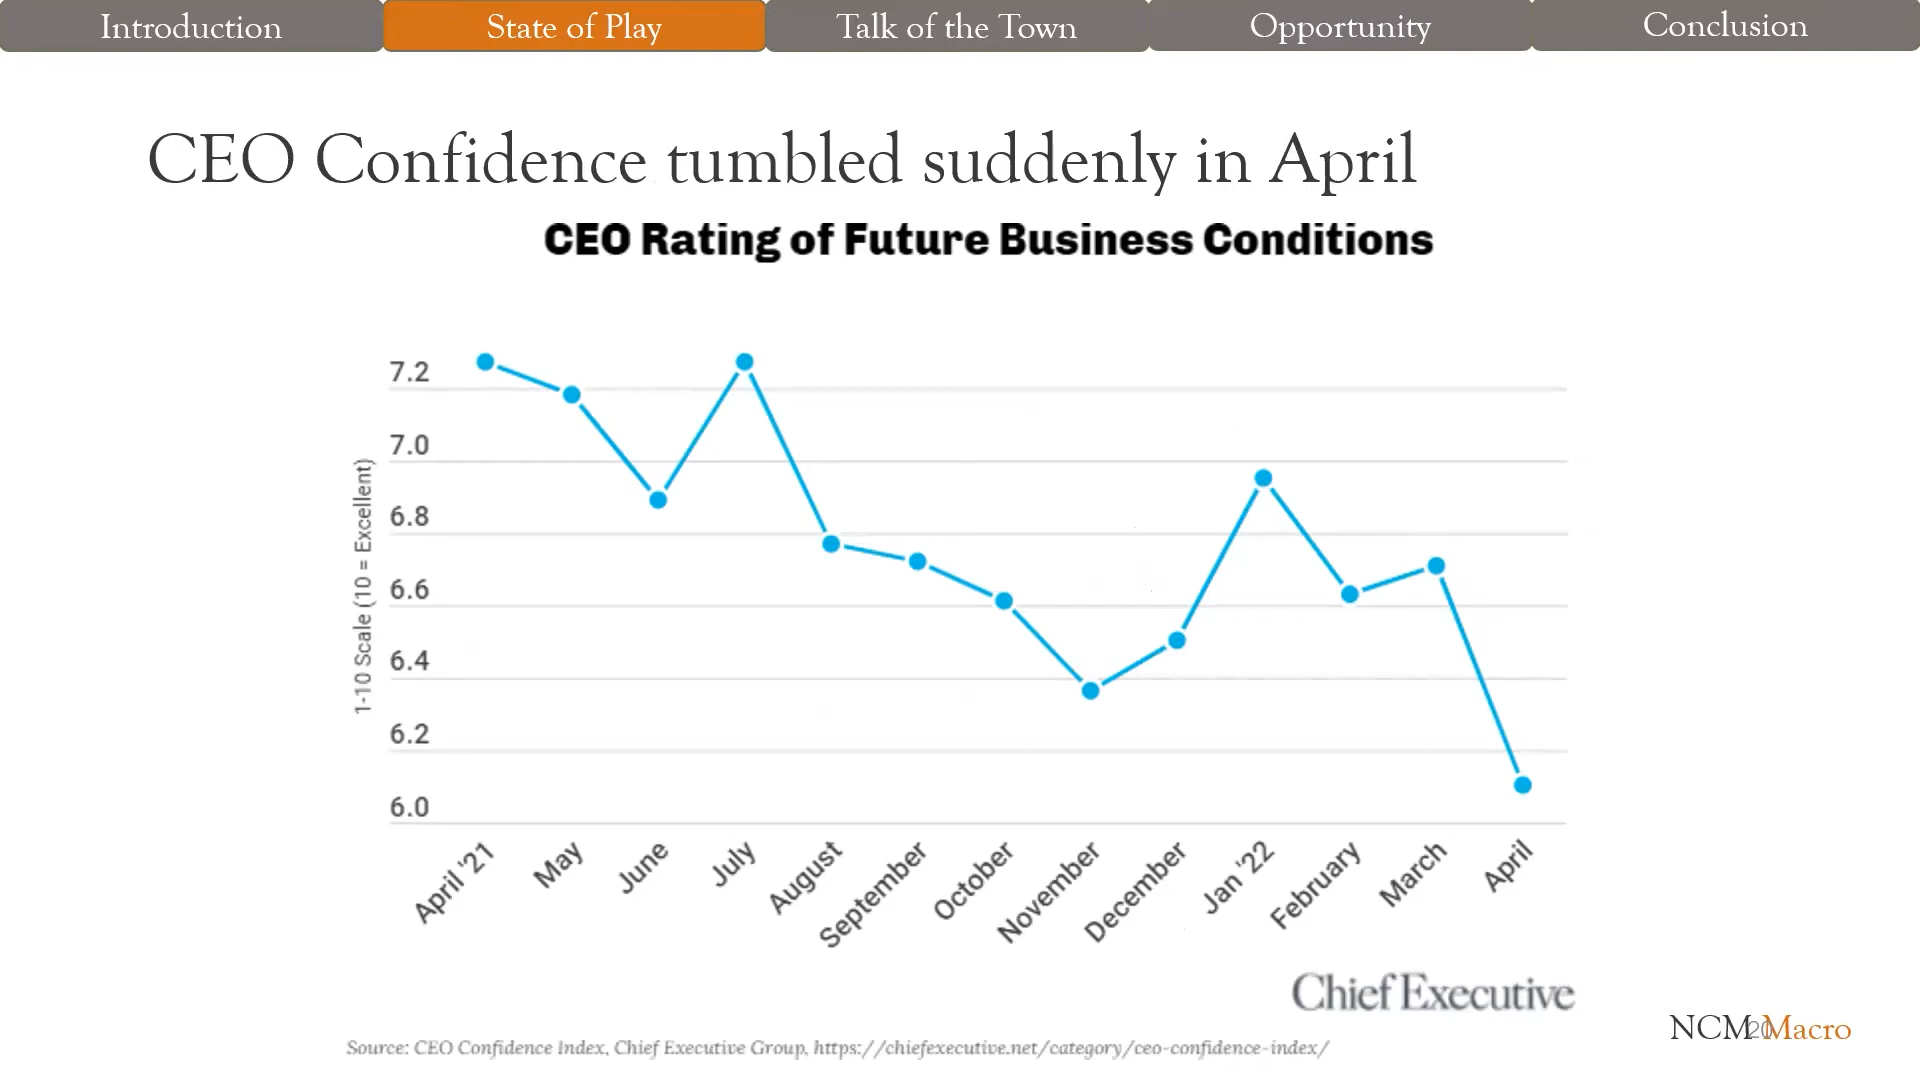 Introduction
State of Play
Talk of the Town
Opportunity
Conclusion
CEO Confidence tumbled suddenly in April
CEO Rating of Future Business Conditions
1-10 Scale (10 = Excellent)
7.2
7.0
6.8
6.6
6.4
6.2
6.0
April '21
May
June
July
August
September
October
November
December
Jan '22
February
March
April
Chief Executive
NCM Macro
20
Source: CEO Confidence Index, Chief Executive Group, https://chiefexecutive.net/category/ceo-confidence-index/